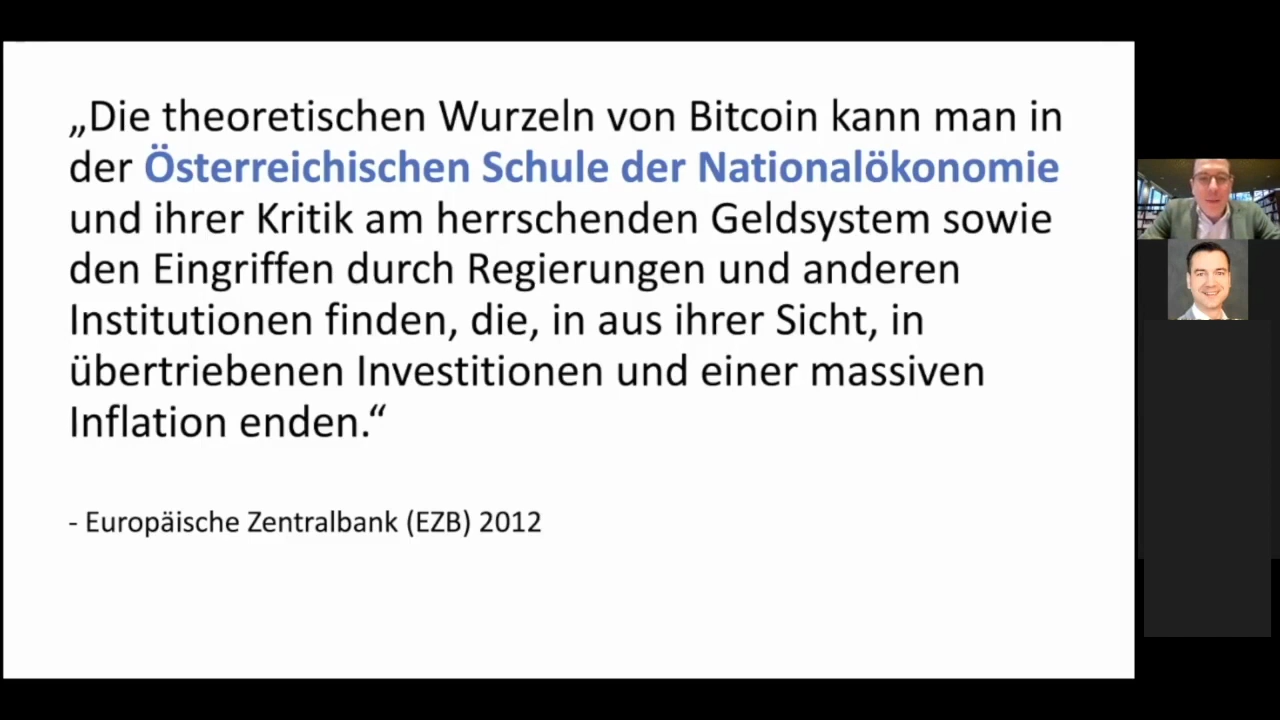 „Die theoretischen Wurzeln von Bitcoin kann man in
der Österreichischen Schule der Nationalökonomie
und ihrer Kritik am herrschenden Geldsystem sowie
den Eingriffen durch Regierungen und anderen
Institutionen finden, die, in aus ihrer Sicht, in
übertriebenen Investitionen und einer massiven
Inflation enden.“
- Europäische Zentralbank (EZB) 2012